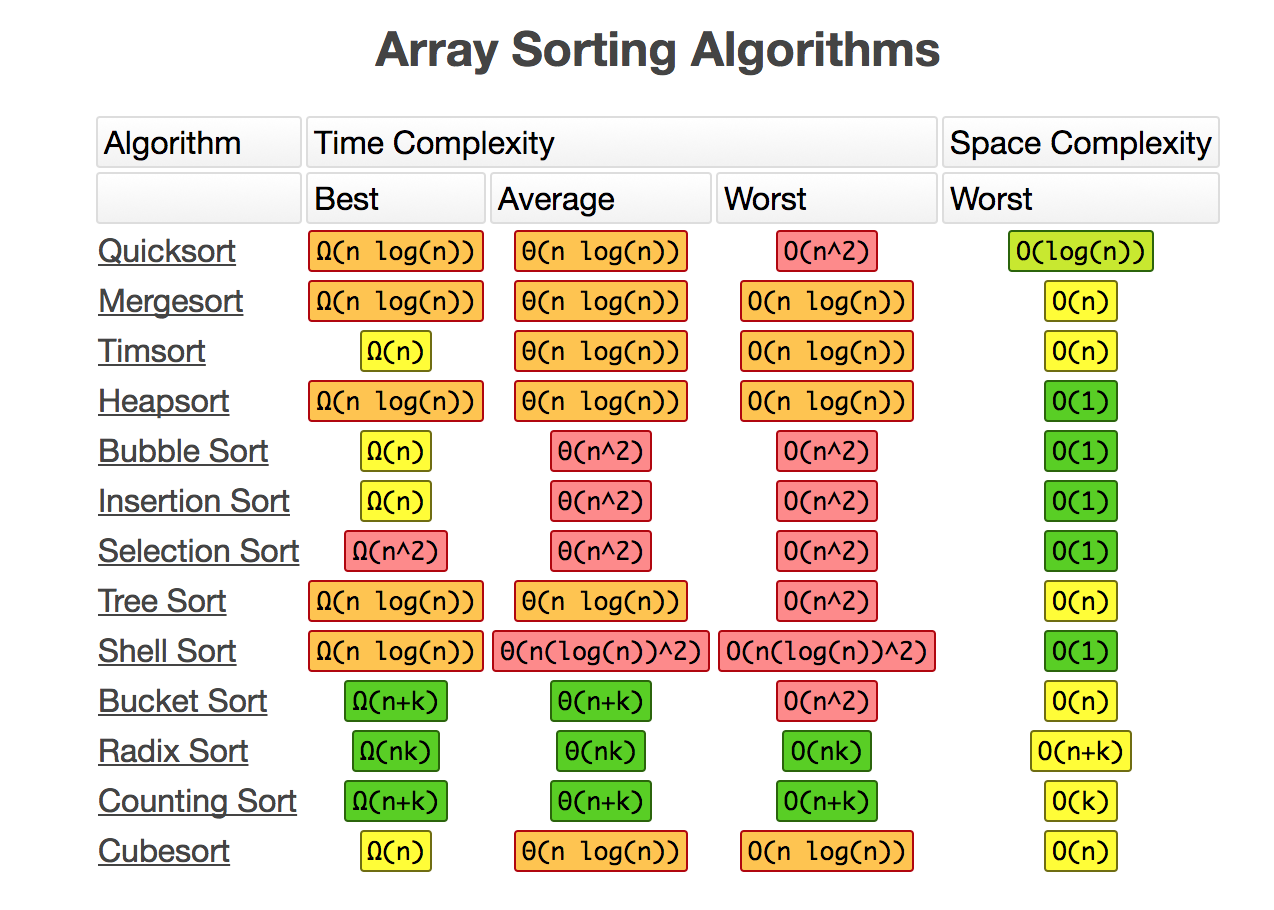 Array Sorting Algorithms
Algorithm Time Complexity Space Complexity
Best Average Worst Worst
Quicksort Ω(n log(n)) Θ(n log(n)) O(n^2) O(log(n))
Mergesort Ω(n log(n)) Θ(n log(n)) O(n log(n)) O(n)
Timsort Ω(n) Θ(n log(n)) O(n log(n)) O(n)
Heapsort Ω(n log(n)) Θ(n log(n)) O(n log(n)) O(1)
Bubble Sort Ω(n) Θ(n^2) O(n^2) O(1)
Insertion Sort Ω(n) Θ(n^2) O(n^2) O(1)
Selection Sort Ω(n^2) Θ(n^2) O(n^2) O(1)
Tree Sort Ω(n log(n)) Θ(n log(n)) O(n^2) O(n)
Shell Sort Ω(n log(n)) Θ(n(log(n))^2) O(n(log(n))^2) O(1)
Bucket Sort Ω(n+k) Θ(n+k) O(n^2) O(n)
Radix Sort Ω(nk) Θ(nk) O(nk) O(n+k)
Counting Sort Ω(n+k) Θ(n+k) O(n+k) O(k)
Cubesort Ω(n) Θ(n log(n)) O(n log(n)) O(n)